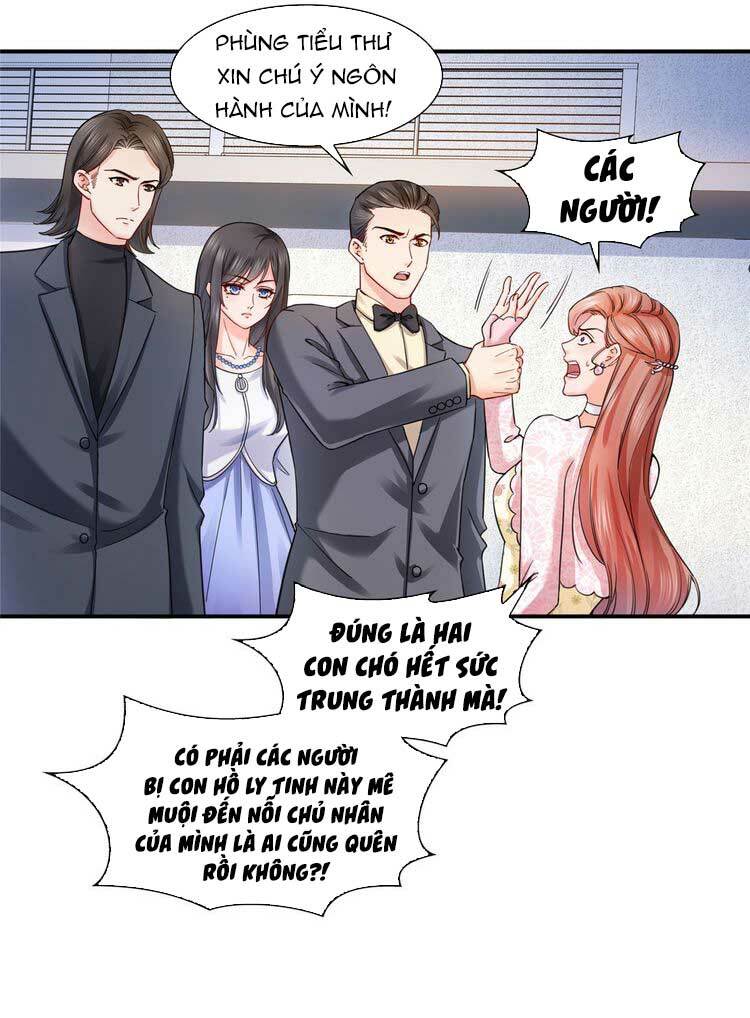 PHÙNG TIỂU THƯ
XIN CHÚ Ý NGÔN
HÀNH CỦA MÌNH!
CÁC
NGƯỜI!
ĐÚNG LÀ HAI
CON CHÓ HẾT SỨC
TRUNG THÀNH MÀ!
CÓ PHẢI CÁC NGƯỜI
BỊ CON HỒ LY TINH NÀY MÊ
MUỘI ĐẾN NỖI CHỦ NHÂN
CỦA MÌNH LÀ AI CŨNG QUÊN
RỒI KHÔNG?!